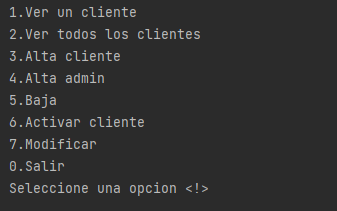 1.Ver un cliente
2.Ver todos los clientes
3.Alta cliente
4.Alta admin
5.Baja
6.Activar cliente
7.Modificar
0.Salir
Seleccione una opcion <!>